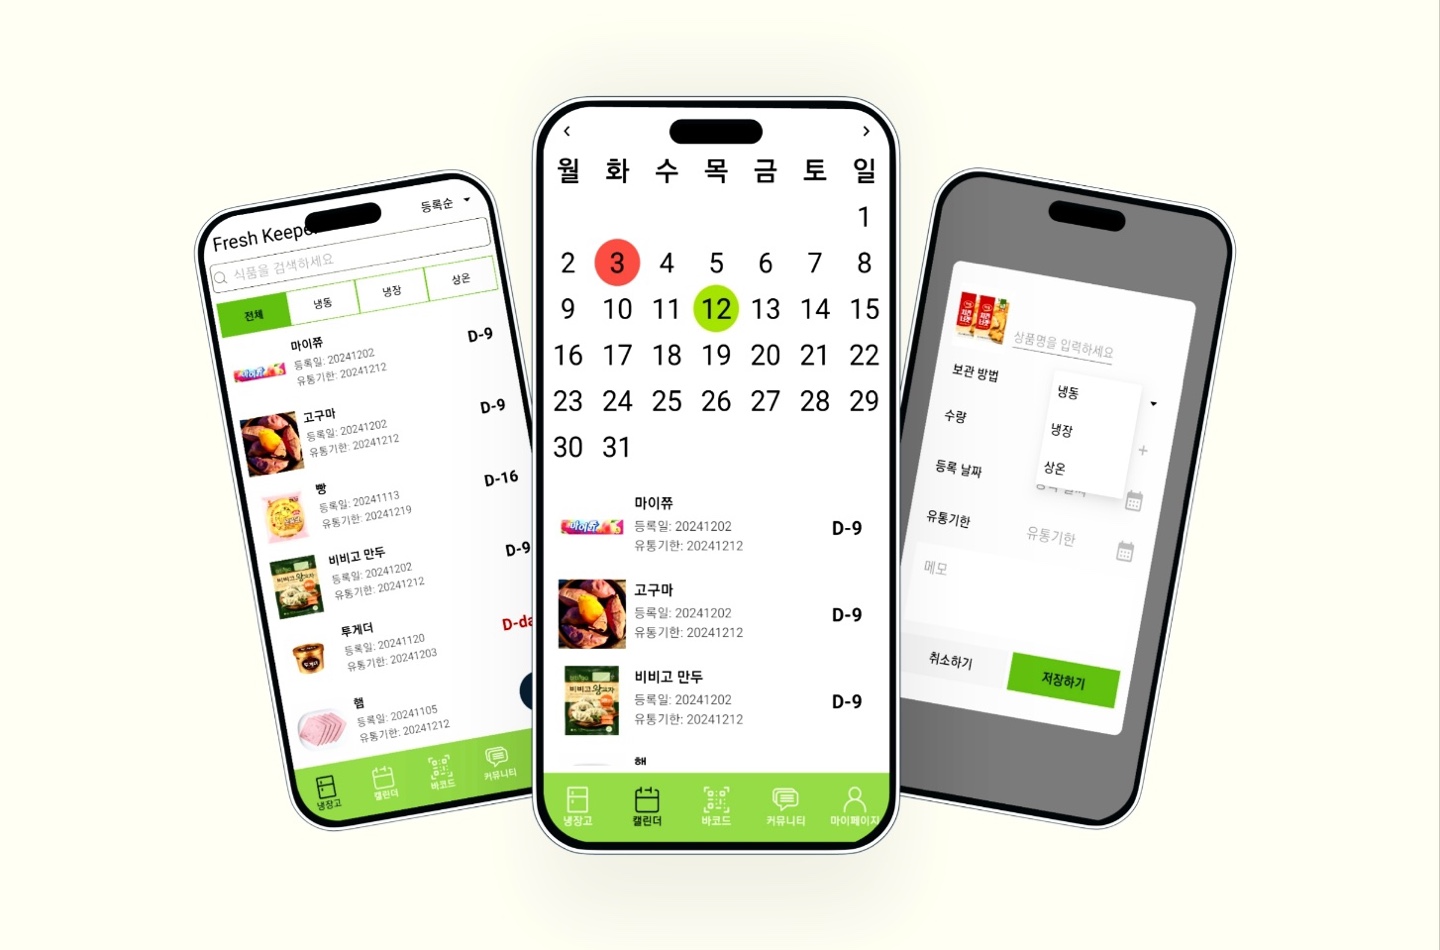 등록순
Fresh Keeper
식품을 검색하세요
전체 냉동 냉장 상온
마이쮸
등록일: 20241202
유통기한: 20241212
D-9
고구마
등록일: 20241202
유통기한: 20241212
D-9
빵
등록일: 20241113
유통기한: 20241219
D-16
비비고 만두
등록일: 20241202
유통기한: 20241212
D-9
투게더
등록일: 20241120
유통기한: 20241203
햄
등록일: 20241105
유통기한: 20241212
냉장고 캘린더 바코드 커뮤니티
월 화 수 목 금 토 일
1
2 3 4 5 6 7 8
9 10 11 12 13 14 15
16 17 18 19 20 21 22
23 24 25 26 27 28 29
30 31
마이쮸
등록일: 20241202
유통기한: 20241212
D-9
고구마
등록일: 20241202
유통기한: 20241212
D-9
비비고 만두
등록일: 20241202
유통기한: 20241212
D-9
냉장고 캘린더 바코드 커뮤니티 마이페이지
상품명을 입력하세요
보관 방법
냉동
냉장
상온
수량
+
등록 날짜
유통기한 유통기한
메모
취소하기 저장하기